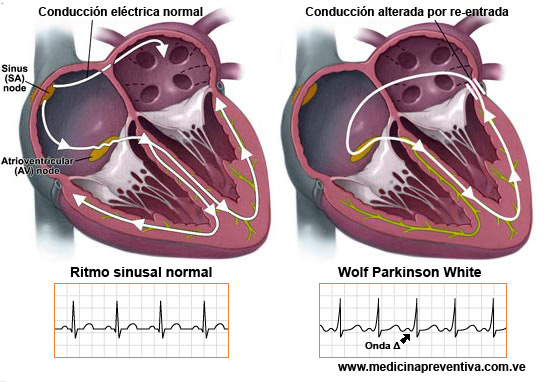 Conducción eléctrica normal
Conducción alterada por re-entrada
Sinus
(SA)
node
Atrioventricular
(AV) node
Ritmo sinusal normal
Wolf Parkinson White
Onda Δ
www.medicinapreventiva.com.ve